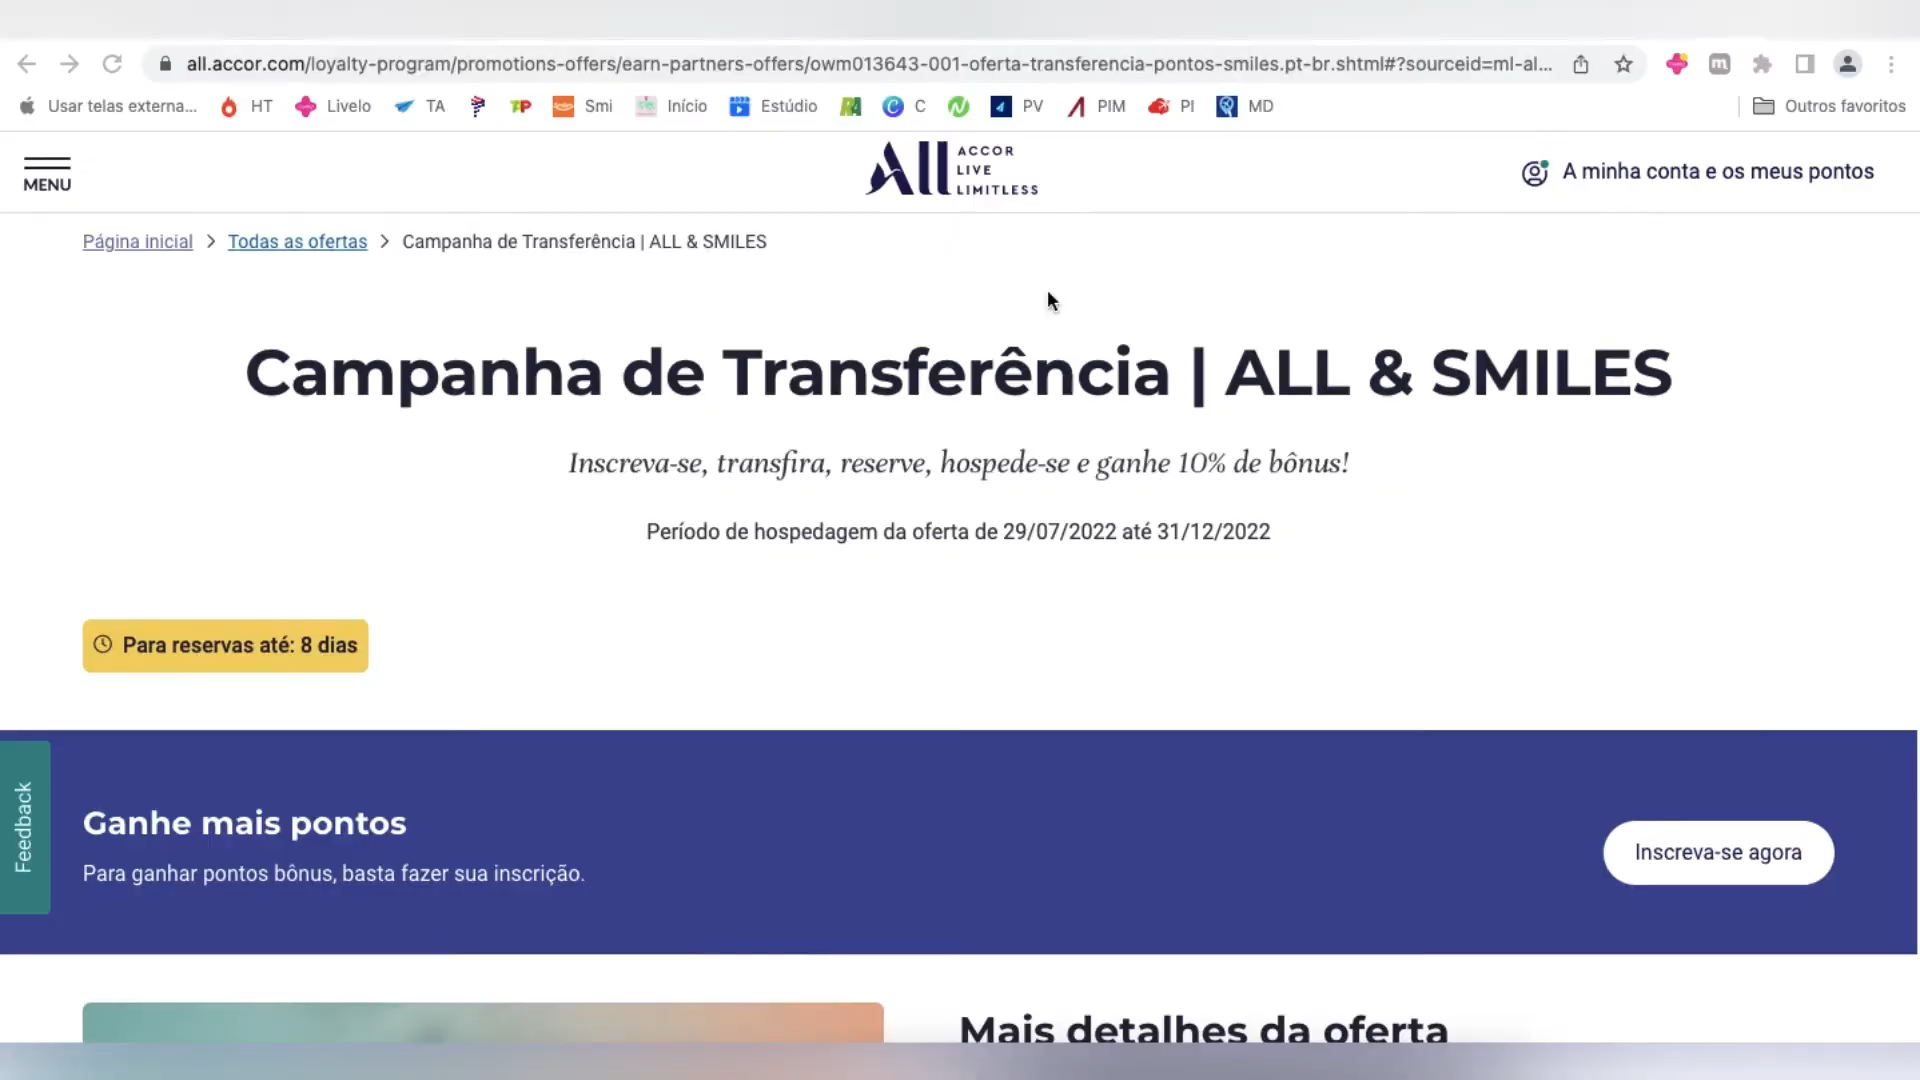 all.accor.com/loyalty-program/promotions-offers/earn-partners-offers/owm013643-001-oferta-transferencia-pontos-smiles.pt-br.shtml#?sourceid=ml-al...
Usar telas externa... HT Livelo TA Smi Início Estúdio C PV PIM PI MD Outros favoritos
MENU
All ACCOR
LIVE
LIMITLESS
A minha conta e os meus pontos
Página inicial > Todas as ofertas > Campanha de Transferência | ALL & SMILES
Campanha de Transferência | ALL & SMILES
Inscreva-se, transfira, reserve, hospede-se e ganhe 10% de bônus!
Período de hospedagem da oferta de 29/07/2022 até 31/12/2022
Para reservas até: 8 dias
Feedback
Ganhe mais pontos
Para ganhar pontos bônus, basta fazer sua inscrição.
Inscreva-se agora
Mais detalhes da oferta